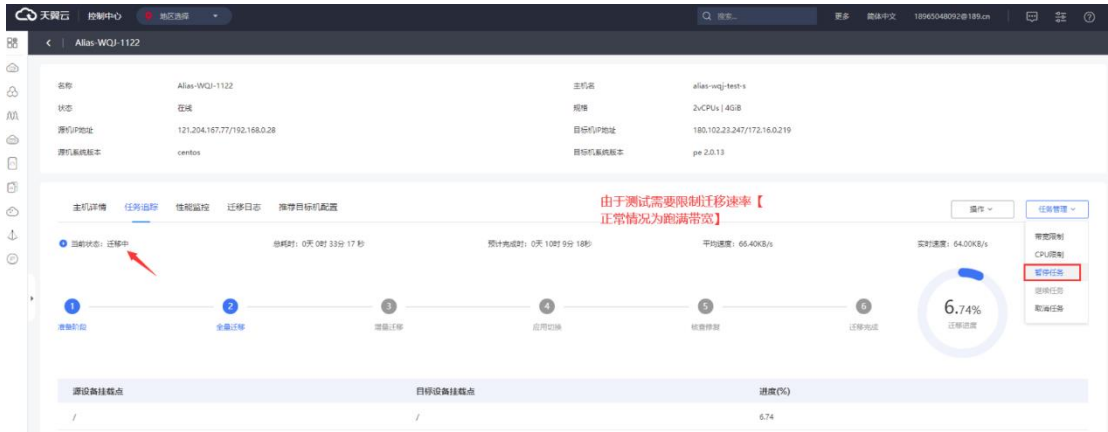 天翼云 控制中心 地区选择 搜索... 更多 简体中文 18965048092@189.cn
Alias-WQJ-1122
名称 Alias-WQJ-1122 主机名 alias-wqj-test-s
状态 在线 规格 2vCPUs | 4GiB
源机IP地址 121.204.167.77/192.168.0.28 目标机IP地址 180.102.23.247/172.16.0.219
源机系统版本 centos 目标机系统版本 pe 2.0.13
由于测试需要限制迁移速率【
正常情况为跑满带宽】
主机详情 任务追踪 性能监控 迁移日志 推荐目标机配置 操作 任务管理
当前状态：迁移中 总耗时：0天 0时 33分 17 秒 预计完成时：0天 10时 9分 18秒 平均速度：66.40KB/s 实时速度：64.00KB/s
带宽限制
CPU限制
暂停任务
继续任务
取消任务
1 2 3 4 5 6
准备阶段 全量迁移 增量迁移 应用切换 核查修复 迁移完成
6.74%
迁移进度
源设备挂载点 目标设备挂载点 进度(%)
/ / 6.74